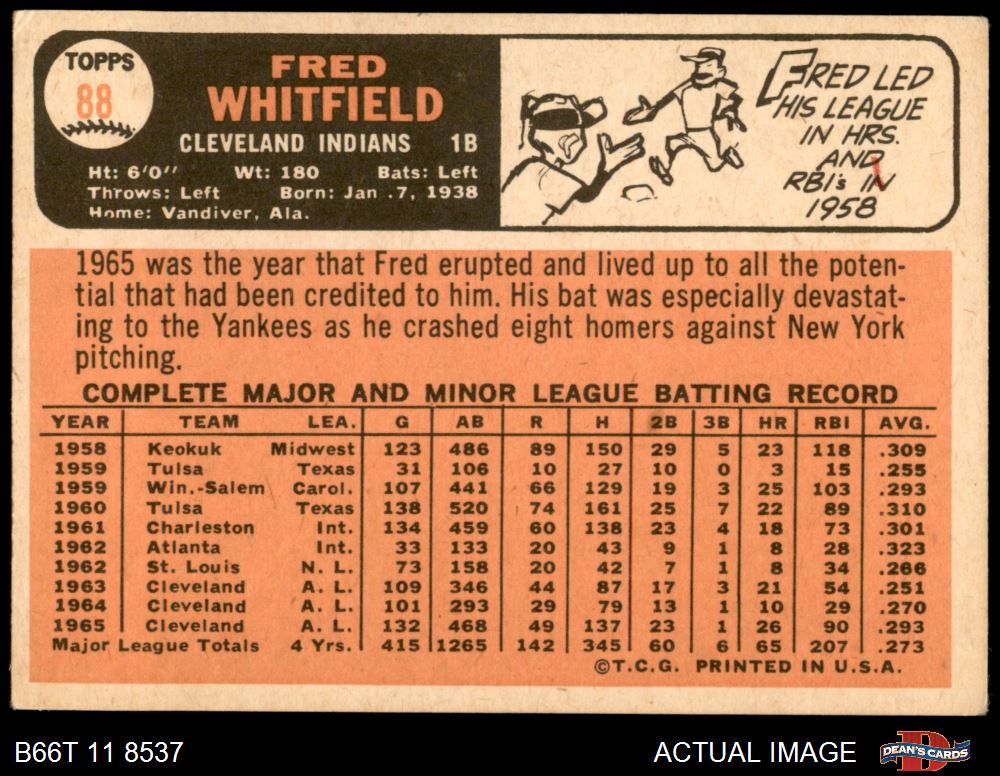 TOPPS
88
FRED
WHITFIELD
CLEVELAND INDIANS 1B
Ht: 6'0" Wt: 180 Bats: Left
Throws: Left Born: Jan .7, 1938
Home: Vandiver, Ala.
FRED LED
HIS LEAGUE
IN HRS.
AND
RBI's IN
1958
1965 was the year that Fred erupted and lived up to all the poten-
tial that had been credited to him. His bat was especially devastat-
ing to the Yankees as he crashed eight homers against New York
pitching.
COMPLETE MAJOR AND MINOR LEAGUE BATTING RECORD
YEAR TEAM LEA. G AB R H 2B 3B HR RBI AVG.
1958 Keokuk Midwest 123 486 89 150 29 5 23 118 .309
1959 Tulsa Texas 31 106 10 27 10 0 3 15 .255
1959 Win.-Salem Carol. 107 441 66 129 19 3 25 103 .293
1960 Tulsa Texas 138 520 74 161 25 7 22 89 .310
1961 Charleston Int. 134 459 60 138 23 4 18 73 .301
1962 Atlanta Int. 33 133 20 43 9 1 8 28 .323
1962 St. Louis N. L. 73 158 20 42 7 1 8 34 .266
1963 Cleveland A. L. 109 346 44 87 17 3 21 54 .251
1964 Cleveland A. L. 101 293 29 79 13 1 10 29 .270
1965 Cleveland A. L. 132 468 49 137 23 1 26 90 .293
Major League Totals 4 Yrs. 415 1265 142 345 60 6 65 207 .273
©T.C.G. PRINTED IN U.S.A.
B66T 11 8537
ACTUAL IMAGE
DEAN'S CARDS